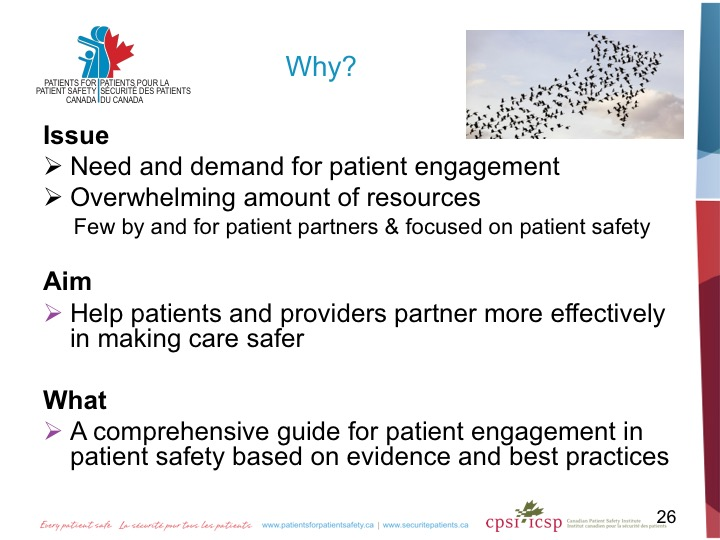 Why?
PATIENTS FOR PATIENTS POUR LA
PATIENT SAFETY SÉCURITÉ DES PATIENTS
CANADA DU CANADA
Issue
➢ Need and demand for patient engagement
➢ Overwhelming amount of resources
Few by and for patient partners & focused on patient safety
Aim
➢ Help patients and providers partner more effectively
in making care safer
What
➢ A comprehensive guide for patient engagement in
patient safety based on evidence and best practices
Every patient safe La sécurité pour tous les patients www.patientsforpatientsafety.ca | www.securitepatients.ca
cpsi icsp
Canadian Patient Safety Institute
Institut canadien pour la sécurité des patients
26